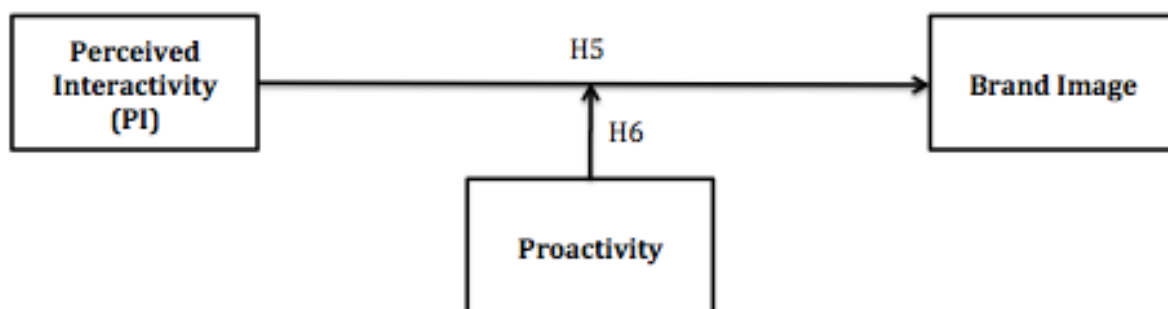 Perceived
Interactivity
(PI)
H5
Brand Image
H6
Proactivity